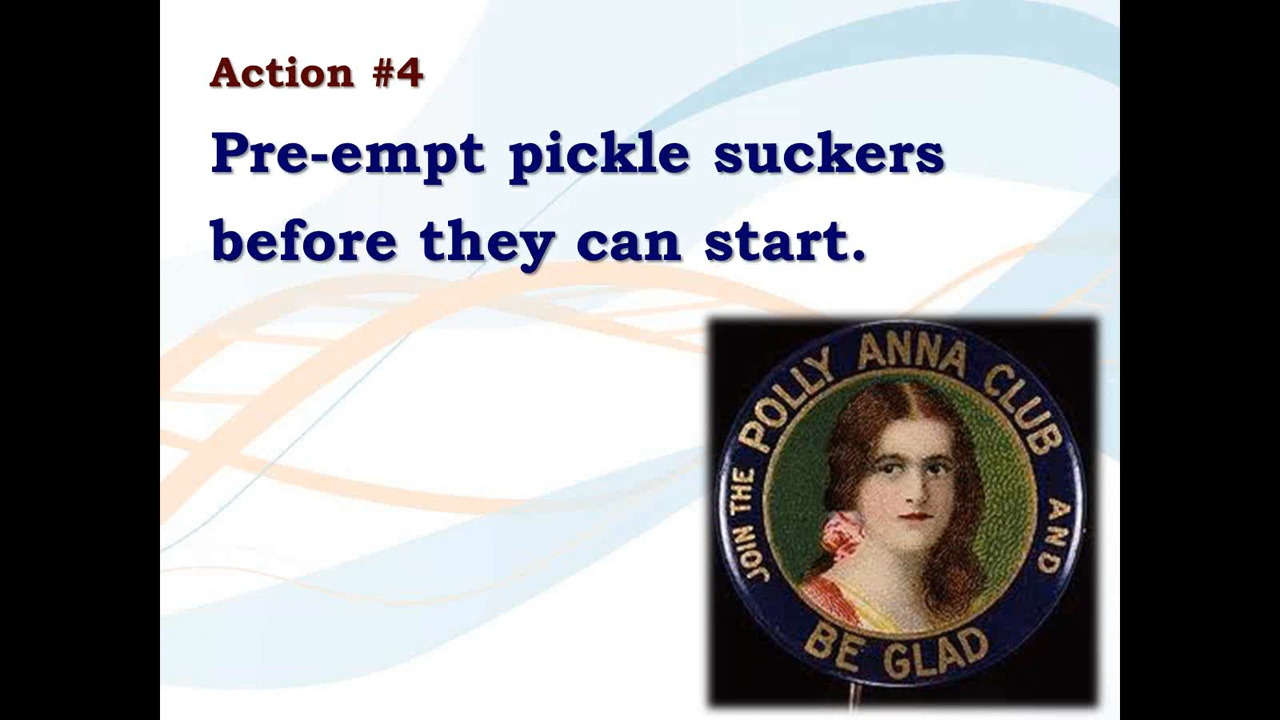 Action #4
Pre-empt pickle suckers
before they can start.
JOIN THE POLLY ANNA CLUB AND
BE GLAD